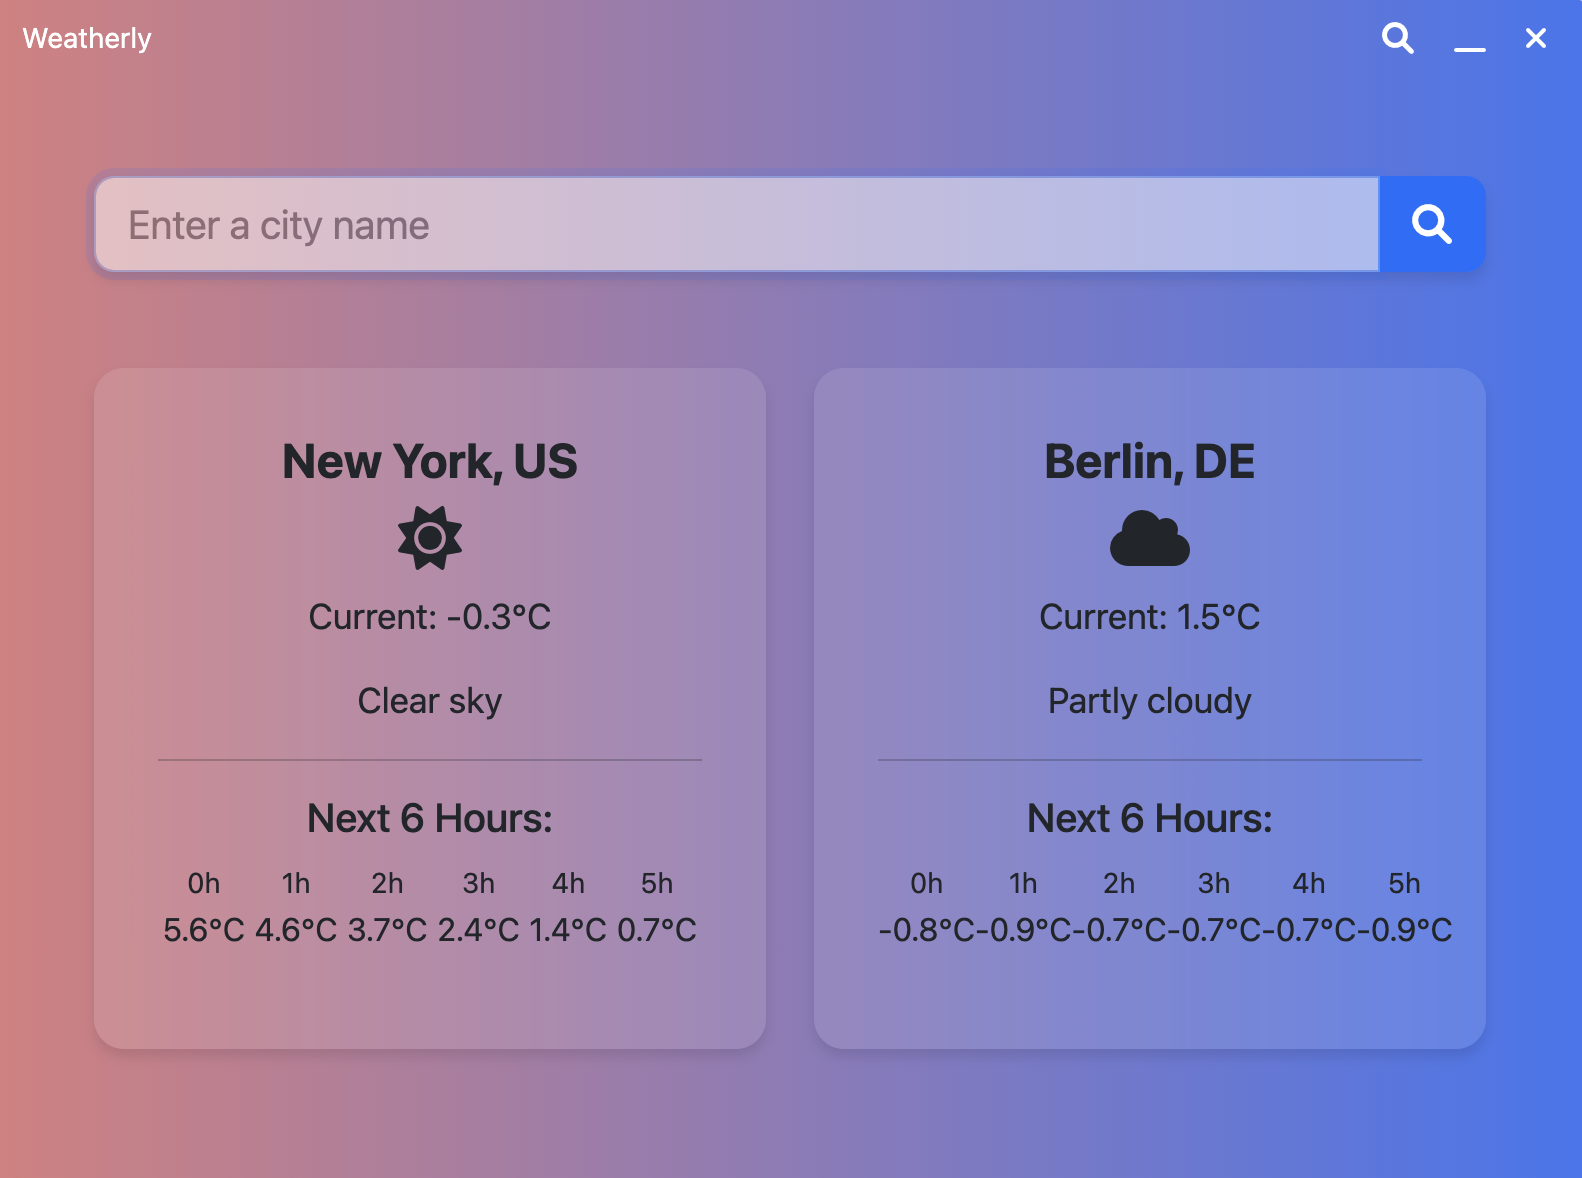 Weatherly
Enter a city name
New York, US
Current: -0.3°C
Clear sky
Next 6 Hours:
0h 1h 2h 3h 4h 5h
5.6°C 4.6°C 3.7°C 2.4°C 1.4°C 0.7°C
Berlin, DE
Current: 1.5°C
Partly cloudy
Next 6 Hours:
0h 1h 2h 3h 4h 5h
-0.8°C-0.9°C-0.7°C-0.7°C-0.7°C-0.9°C